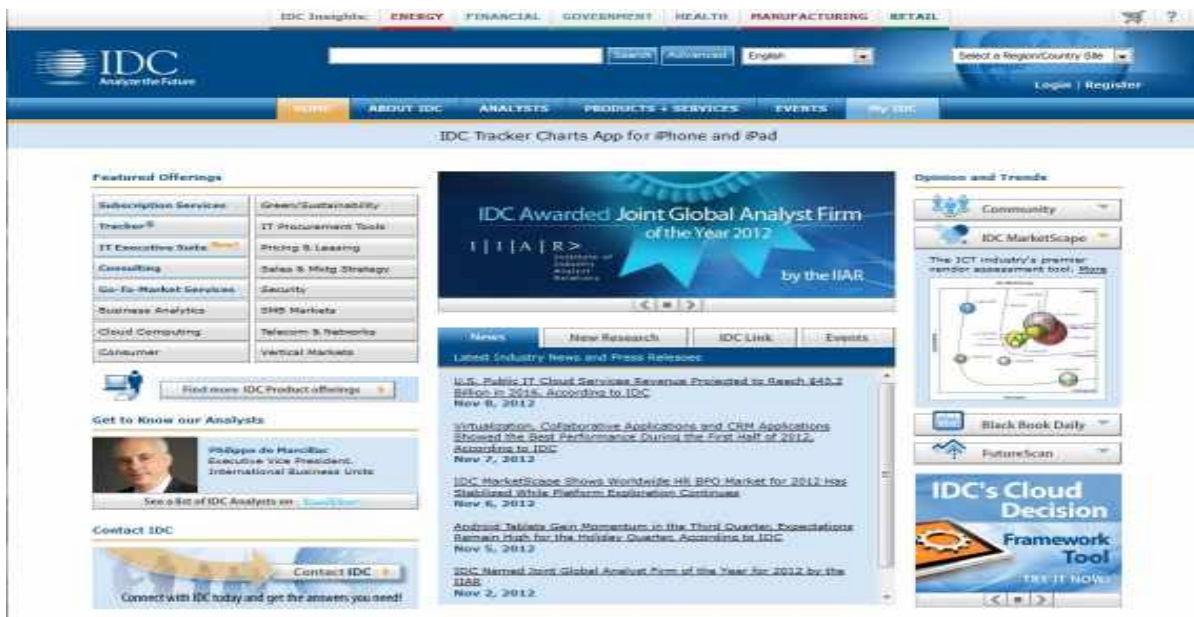 IDC Insights: ENERGY FINANCIAL GOVERNMENT HEALTH MANUFACTURING RETAIL ?
IDC
Analyze the Future
Search Advanced English
Select a Region/Country Site
Login | Register
HOME ABOUT IDC ANALYSTS PRODUCTS + SERVICES EVENTS My IDC
IDC Tracker Charts App for iPhone and iPad
Featured Offerings
Subscription Services Green/Sustainability
Tracker® IT Procurement Tools
IT Executive Suite Pricing & Leasing
Consulting Sales & Mktg Strategy
Go-To-Market Services Security
Business Analytics SMB Markets
Cloud Computing Telecom & Networks
Consumer Vertical Markets
Find more IDC Product offerings
Get to Know our Analysts
Philippe de Marcillac
Executive Vice President,
International Business Units
See a list of IDC Analysts on
Contact IDC
Contact IDC
Connect with IDC today and get the answers you need!
IDC Awarded Joint Global Analyst Firm
of the Year 2012
I | I | A | R >
Institute of
Industry
Analyst
Relations
by the IIAR
News New Research IDC Link Events
Latest Industry News and Press Releases
U.S. Public IT Cloud Services Revenue Projected to Reach $43.2
Billion in 2016, According to IDC
Nov 8, 2012
Virtualization, Collaborative Applications and CRM Applications
Showed the Best Performance During the First Half of 2012,
According to IDC
Nov 7, 2012
IDC MarketScape Shows Worldwide HR BPO Market for 2012 Has
Stabilized While Platform Exploration Continues
Nov 6, 2012
Android Tablets Gain Momentum in the Third Quarter, Expectations
Remain High for the Holiday Quarter, According to IDC
Nov 5, 2012
IDC Named Joint Global Analyst Firm of the Year for 2012 by the
IIAR
Nov 2, 2012
Opinion and Trends
Community
IDC MarketScape
The ICT industry's premier
vendor assessment tool. More
Black Book Daily
FutureScan
IDC's Cloud
Decision
Framework
Tool
TRY IT NOW